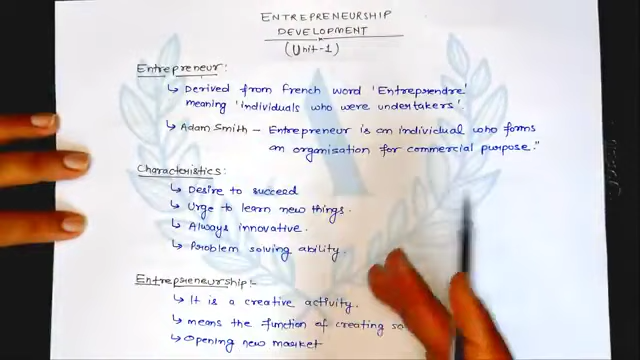 ENTREPRENEURSHIP
DEVELOPMENT
(Unit-1)
Entrepreneur:
↳ Derived from French word 'Entreprendre'
meaning 'individuals who were undertakers'.
↳ Adam Smith - Entrepreneur is an individual who forms
an organisation for commercial purpose."
Characteristics:
↳ Desire to succeed
↳ Urge to learn new things.
↳ Always innovative.
↳ Problem solving ability.
Entrepreneurship:-
↳ It is a creative activity.
↳ means the function of creating so
↳ Opening new market